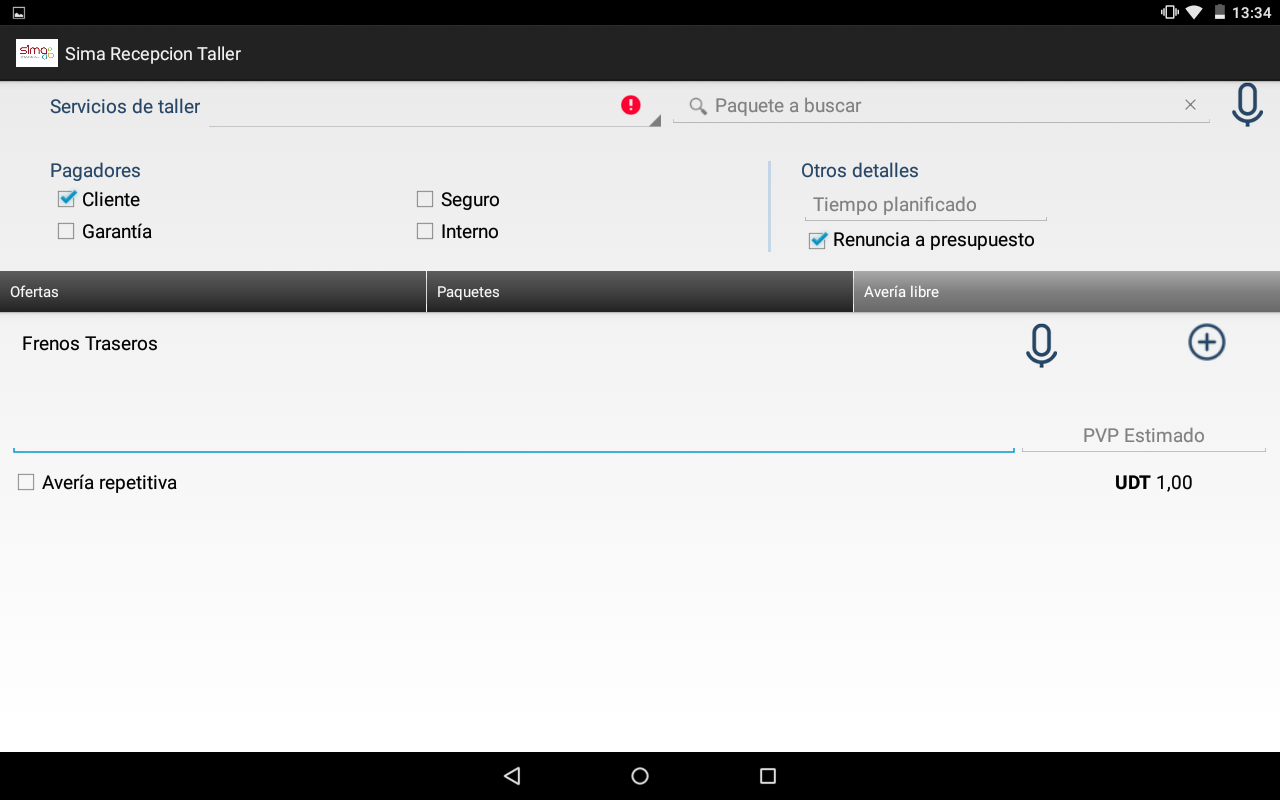 13:34
sima
Sima Recepcion Taller
Servicios de taller
Paquete a buscar
Pagadores
Otros detalles
Cliente
Seguro
Tiempo planificado
Garantía
Interno
Renuncia a presupuesto
Ofertas
Paquetes
Avería libre
Frenos Traseros
PVP Estimado
Avería repetitiva
UDT 1,00